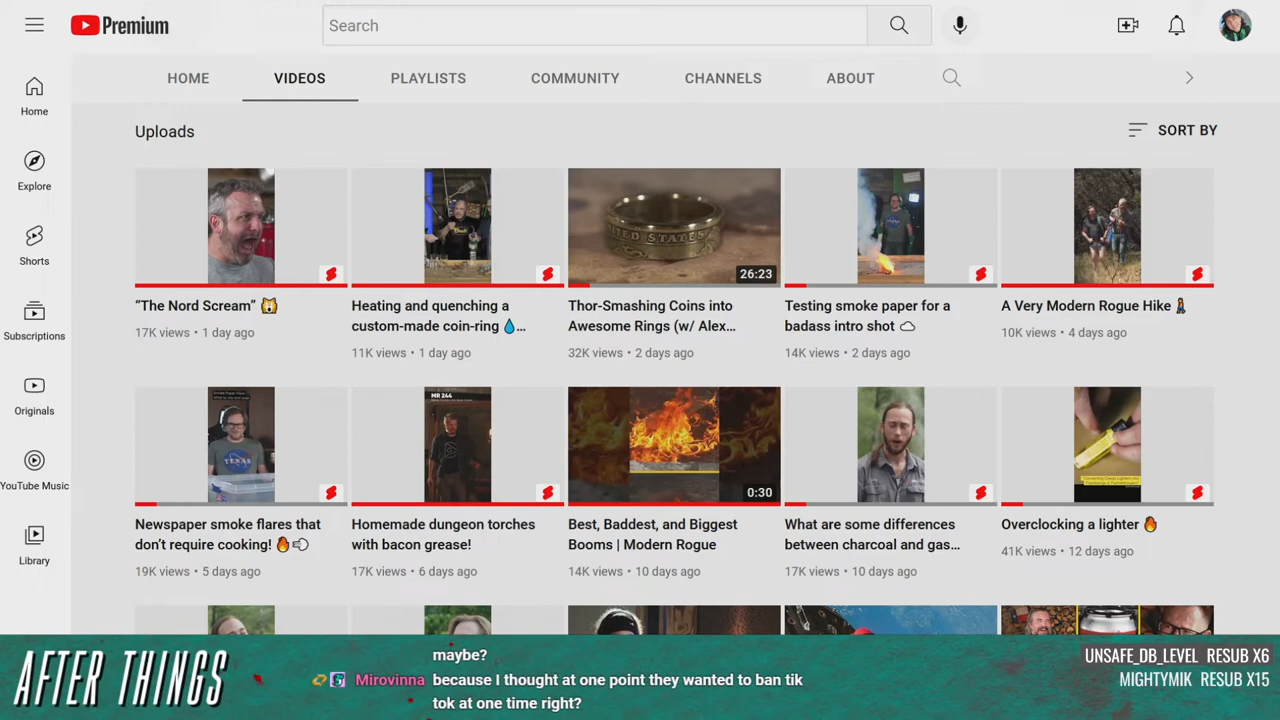 Premium
Search
HOME
VIDEOS
PLAYLISTS
COMMUNITY
CHANNELS
ABOUT
Home
Explore
Shorts
Subscriptions
Originals
YouTube Music
Library
Uploads
SORT BY
26:23
“The Nord Scream” 🙀
17K views • 1 day ago
Heating and quenching a
custom-made coin-ring 💧...
11K views • 1 day ago
Thor-Smashing Coins into
Awesome Rings (w/ Alex...
32K views • 2 days ago
Testing smoke paper for a
badass intro shot ☁
14K views • 2 days ago
A Very Modern Rogue Hike 🚶
10K views • 4 days ago
MR 244
TEXAS
0:30
Newspaper smoke flares that
don’t require cooking! 🔥💨
19K views • 5 days ago
Homemade dungeon torches
with bacon grease!
17K views • 6 days ago
Best, Baddest, and Biggest
Booms | Modern Rogue
14K views • 10 days ago
What are some differences
between charcoal and gas...
17K views • 10 days ago
Overclocking a lighter 🔥
41K views • 12 days ago
AFTER THINGS
maybe?
Mirovinna because I thought at one point they wanted to ban tik
tok at one time right?
UNSAFE_DB_LEVEL RESUB X6
MIGHTYMIK RESUB X15